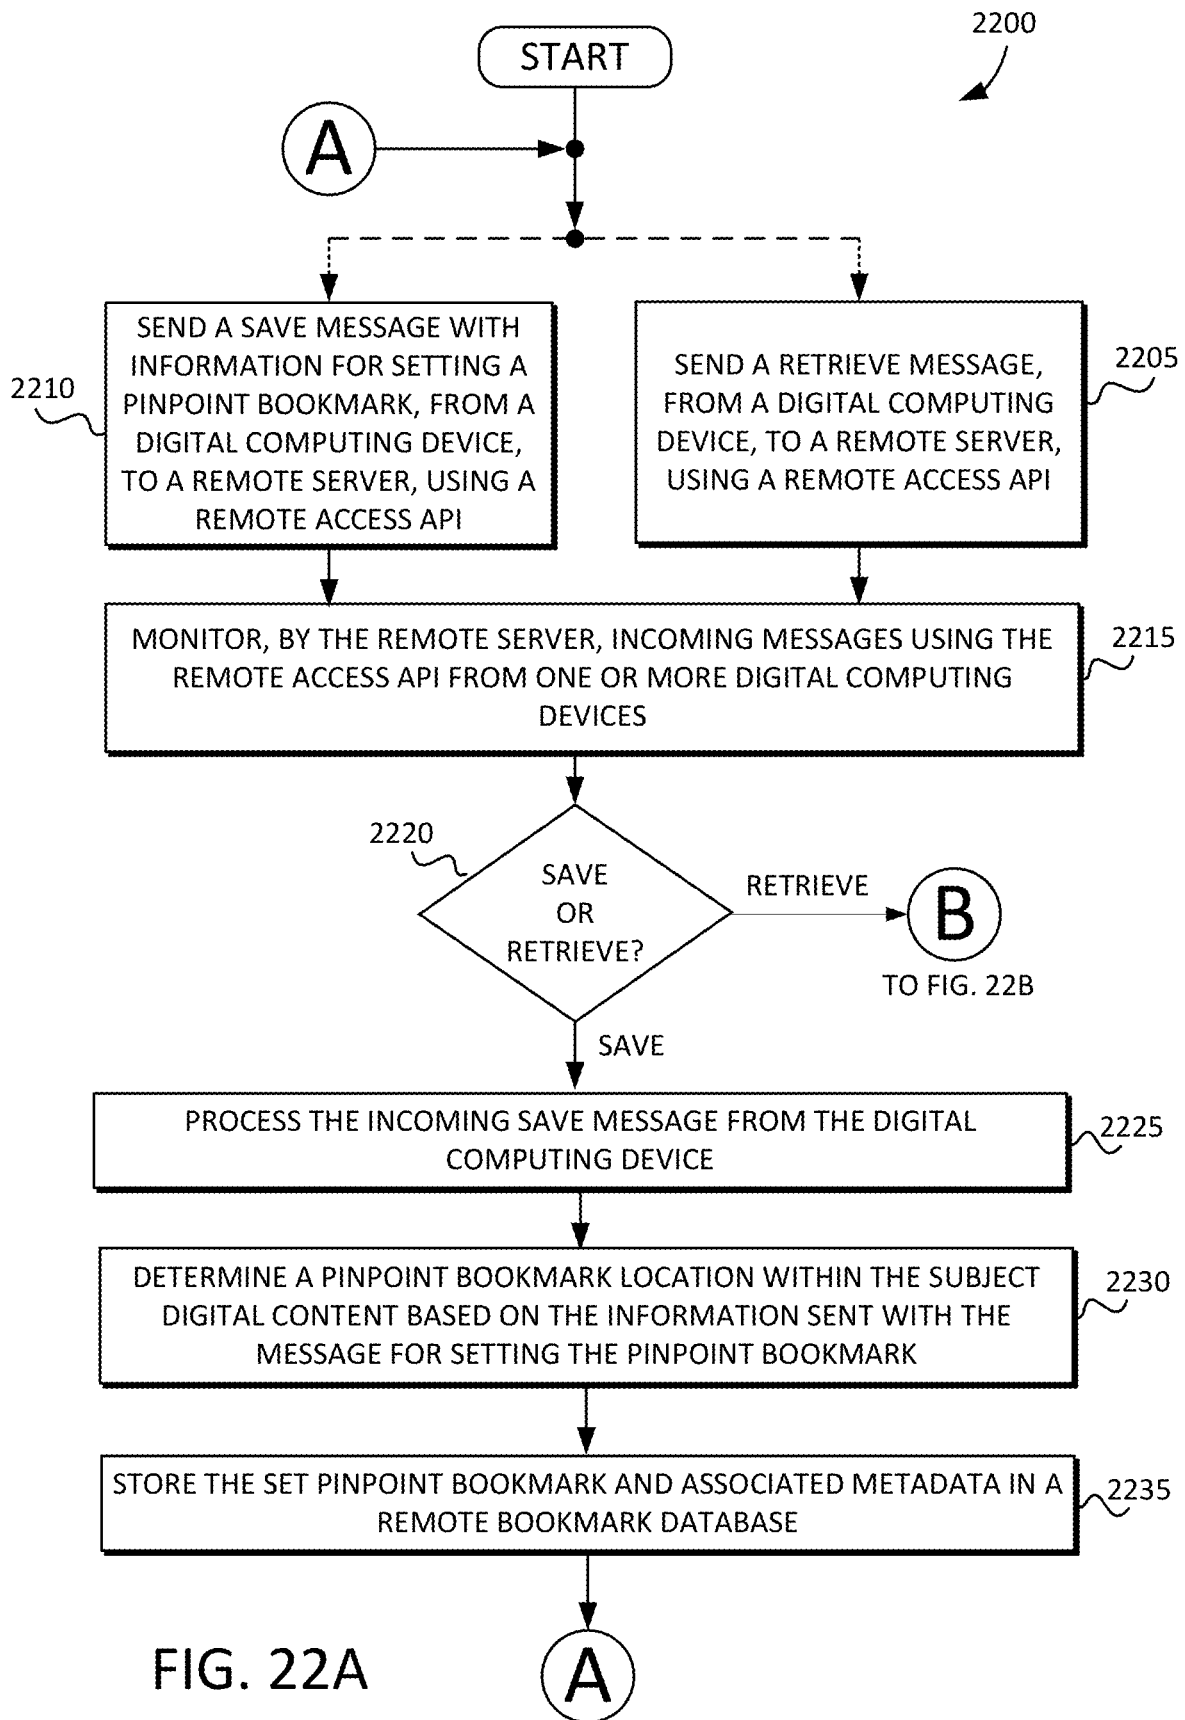 2200
START
A
SEND A SAVE MESSAGE WITH
INFORMATION FOR SETTING A
PINPOINT BOOKMARK, FROM A
DIGITAL COMPUTING DEVICE,
TO A REMOTE SERVER, USING A
REMOTE ACCESS API
2210
SEND A RETRIEVE MESSAGE,
FROM A DIGITAL COMPUTING
DEVICE, TO A REMOTE SERVER,
USING A REMOTE ACCESS API
2205
MONITOR, BY THE REMOTE SERVER, INCOMING MESSAGES USING THE
REMOTE ACCESS API FROM ONE OR MORE DIGITAL COMPUTING
DEVICES
2215
2220
SAVE
OR
RETRIEVE?
RETRIEVE
B
TO FIG. 22B
SAVE
PROCESS THE INCOMING SAVE MESSAGE FROM THE DIGITAL
COMPUTING DEVICE
2225
DETERMINE A PINPOINT BOOKMARK LOCATION WITHIN THE SUBJECT
DIGITAL CONTENT BASED ON THE INFORMATION SENT WITH THE
MESSAGE FOR SETTING THE PINPOINT BOOKMARK
2230
STORE THE SET PINPOINT BOOKMARK AND ASSOCIATED METADATA IN A
REMOTE BOOKMARK DATABASE
2235
FIG. 22A
A